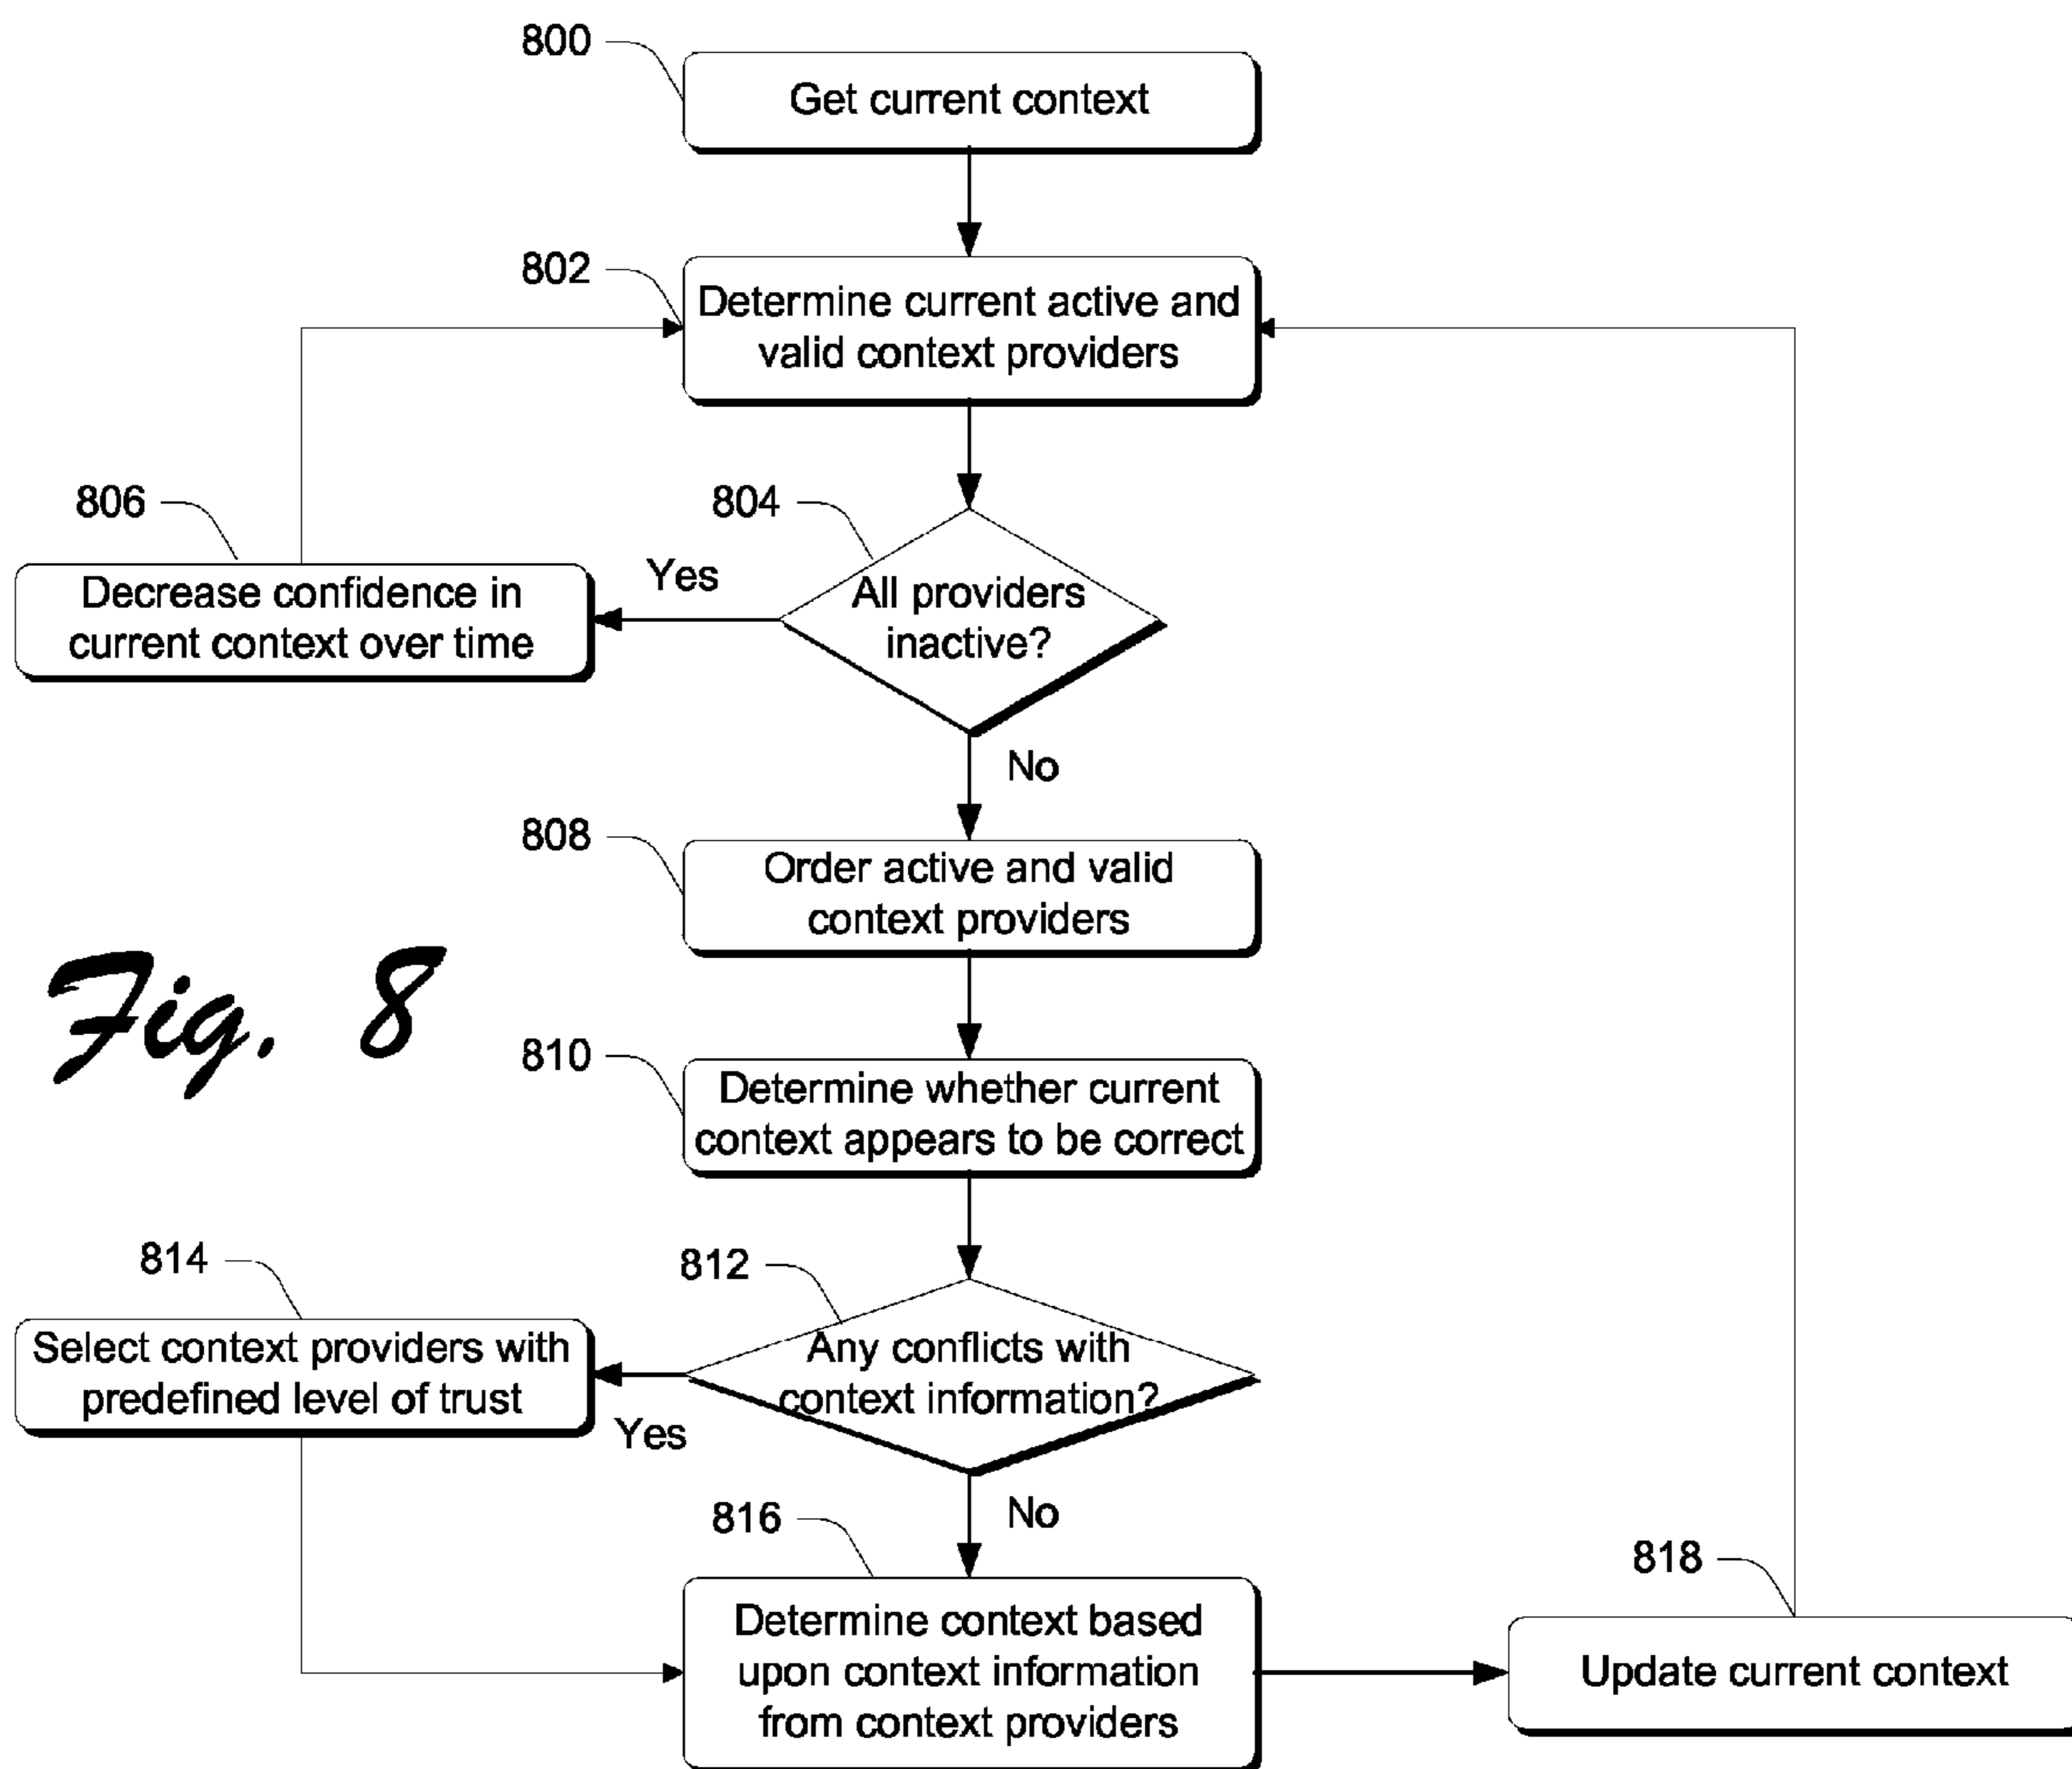 800
Get current context
802
Determine current active and
valid context providers
806
804
Yes
Decrease confidence in
current context over time
All providers
inactive?
No
808
Order active and valid
context providers
Fig. 8
810
Determine whether current
context appears to be correct
814
812
Select context providers with
predefined level of trust
Any conflicts with
context information?
Yes
816
No
818
Determine context based
upon context information
from context providers
Update current context